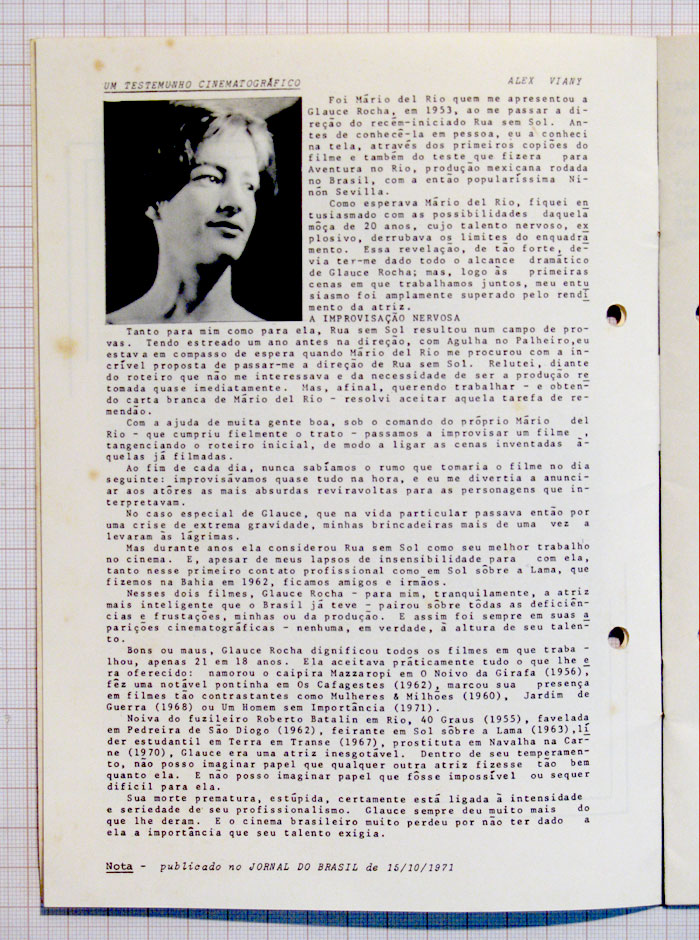 UM TESTEMUNHO CINEMATOGRÁFICO
ALEX VIANY
Foi Mário del Rio quem me apresentou a
Glauce Rocha, em 1953, ao me passar a di-
reção do recém-iniciado Rua sem Sol. An-
tes de conhecê-la em pessoa, eu a conheci
na tela, através dos primeiros copiões do
filme e também do teste que fizera para
Aventura no Rio, produção mexicana rodada
no Brasil, com a então popularíssima Ni-
nón Sevilla.
Como esperava Mário del Rio, fiquei en
tusiasmado com as possibilidades daquela
môça de 20 anos, cujo talento nervoso, ex
plosivo, derrubava os limites do enquadra
mento. Essa revelação, de tão forte, de-
via ter-me dado todo o alcance dramático
de Glauce Rocha; mas, logo às primeiras
cenas em que trabalhamos juntos, meu entu
siasmo foi amplamente superado pelo rendi
mento da atriz.
A IMPROVISAÇÃO NERVOSA
Tanto para mim como para ela, Rua sem Sol resultou num campo de pro-
vas. Tendo estreado um ano antes na direção, com Agulha no Palheiro,eu
estava em compasso de espera quando Mário del Rio me procurou com a in-
crível proposta de passar-me a direção de Rua sem Sol. Relutei, diante
do roteiro que não me interessava e da necessidade de ser a produção re
tomada quase imediatamente. Mas, afinal, querendo trabalhar - e obten-
do carta branca de Mário del Rio - resolvi aceitar aquela tarefa de re-
mendão.
Com a ajuda de muita gente boa, sob o comando do próprio Mário del
Rio - que cumpriu fielmente o trato - passamos a improvisar um filme ,
tangenciando o roteiro inicial, de modo a ligar as cenas inventadas à-
quelas já filmadas.
Ao fim de cada dia, nunca sabíamos o rumo que tomaria o filme no dia
seguinte: improvisávamos quase tudo na hora, e eu me divertia a anunci-
ar aos atôres as mais absurdas reviravoltas para as personagens que in-
terpretavam.
No caso especial de Glauce, que na vida particular passava então por
uma crise de extrema gravidade, minhas brincadeiras mais de uma vez a
levaram às lágrimas.
Mas durante anos ela considerou Rua sem Sol como seu melhor trabalho
no cinema. E, apesar de meus lapsos de insensibilidade para com ela,
tanto nesse primeiro contato profissional como em Sol sôbre a Lama, que
fizemos na Bahia em 1962, ficamos amigos e irmãos.
Nesses dois filmes, Glauce Rocha - para mim, tranquilamente, a atriz
mais inteligente que o Brasil já teve - pairou sôbre tôdas as deficiên-
cias e frustações, minhas ou da produção. E assim foi sempre em suas a
parições cinematográficas - nenhuma, em verdade, à altura de seu talen-
to.
Bons ou maus, Glauce Rocha dignificou todos os filmes em que traba -
lhou, apenas 21 em 18 anos. Ela aceitava práticamente tudo o que lhe e
ra oferecido: namorou o caipira Mazzaropi em O Noivo da Girafa (1956),
fêz uma notável pontinha em Os Cafagestes (1962), marcou sua presença
em filmes tão contrastantes como Mulheres & Milhões (1960), Jardim de
Guerra (1968) ou Um Homem sem Importância (1971).
Noiva do fuzileiro Roberto Batalin em Rio, 40 Graus (1955), favelada
em Pedreira de São Diogo (1962), feirante em Sol sôbre a Lama (1963),lí
der estudantil em Terra em Transe (1967), prostituta em Navalha na Car-
ne (1970), Glauce era uma atriz inesgotável. Dentro de seu temperamen-
to, não posso imaginar papel que qualquer outra atriz fizesse tão bem
quanto ela. E não posso imaginar papel que fôsse impossível ou sequer
difícil para ela.
Sua morte prematura, estúpida, certamente está ligada à intensidade
e seriedade de seu profissionalismo. Glauce sempre deu muito mais do
que lhe deram. E o cinema brasileiro muito perdeu por não ter dado a
ela a importância que seu talento exigia.
Nota - publicado no JORNAL DO BRASIL de 15/10/1971